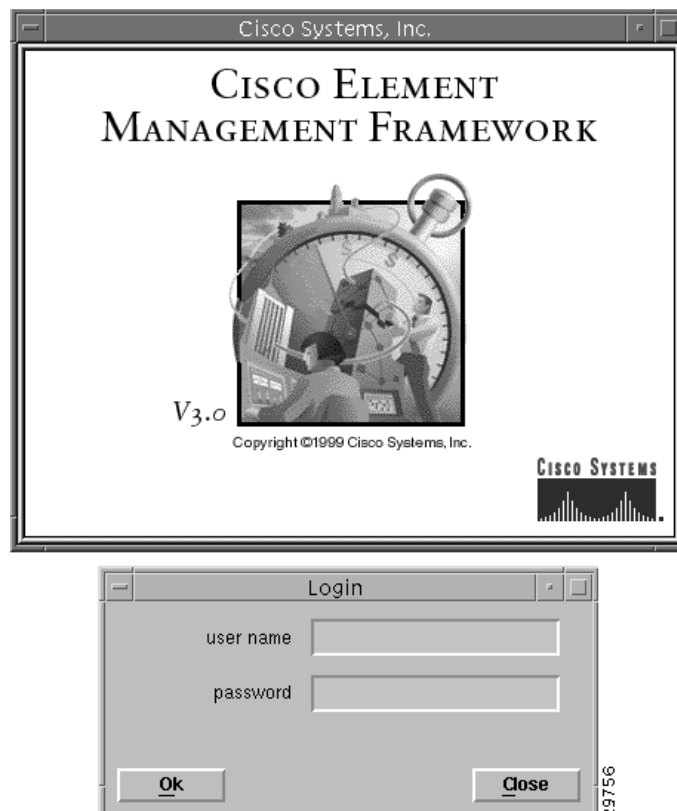 Cisco Systems, Inc.
CISCO ELEMENT
MANAGEMENT FRAMEWORK
V3.0
Copyright ©1999 Cisco Systems, Inc.
CISCO SYSTEMS
Login
user name
password
Ok
Close